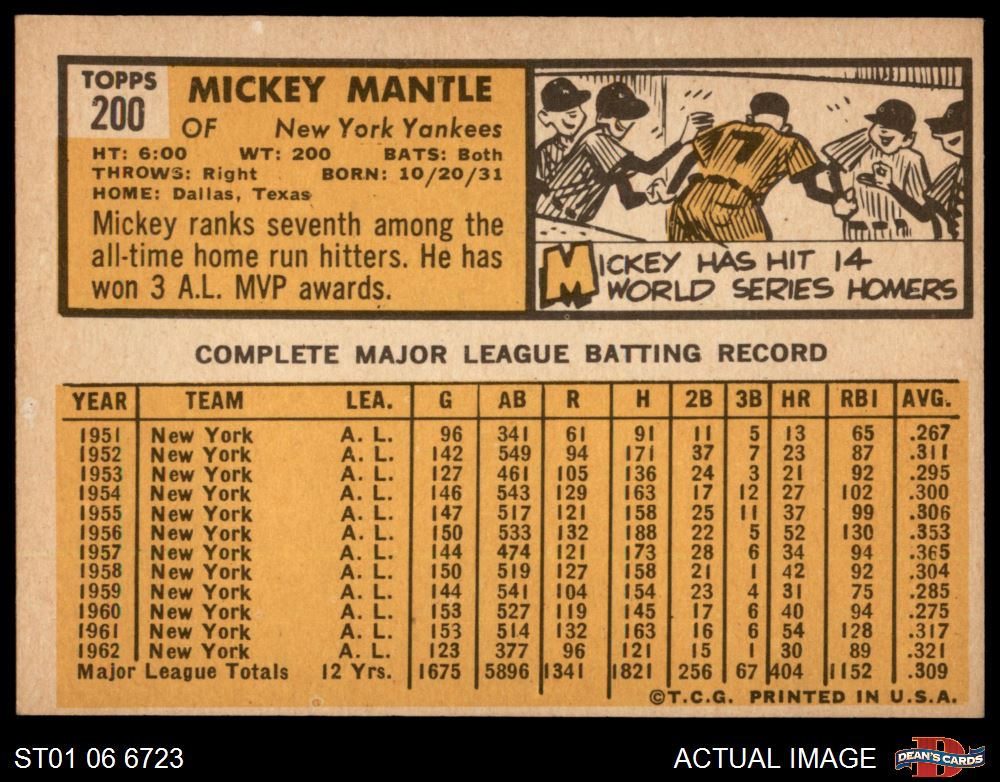 TOPPS
200
MICKEY MANTLE
OF New York Yankees
HT: 6:00 WT: 200 BATS: Both
THROWS: Right BORN: 10/20/31
HOME: Dallas, Texas
Mickey ranks seventh among the
all-time home run hitters. He has
won 3 A.L. MVP awards.
7
MICKEY HAS HIT 14
WORLD SERIES HOMERS
COMPLETE MAJOR LEAGUE BATTING RECORD
YEAR TEAM LEA. G AB R H 2B 3B HR RBI AVG.
1951 New York A. L. 96 341 61 91 11 5 13 65 .267
1952 New York A. L. 142 549 94 171 37 7 23 87 .311
1953 New York A. L. 127 461 105 136 24 3 21 92 .295
1954 New York A. L. 146 543 129 163 17 12 27 102 .300
1955 New York A. L. 147 517 121 158 25 11 37 99 .306
1956 New York A. L. 150 533 132 188 22 5 52 130 .353
1957 New York A. L. 144 474 121 173 28 6 34 94 .365
1958 New York A. L. 150 519 127 158 21 1 42 92 .304
1959 New York A. L. 144 541 104 154 23 4 31 75 .285
1960 New York A. L. 153 527 119 145 17 6 40 94 .275
1961 New York A. L. 153 514 132 163 16 6 54 128 .317
1962 New York A. L. 123 377 96 121 15 1 30 89 .321
Major League Totals 12 Yrs. 1675 5896 1341 1821 256 67 404 1152 .309
©T.C.G. PRINTED IN U.S.A.
ST01 06 6723
ACTUAL IMAGE
D
DEAN'S CARDS